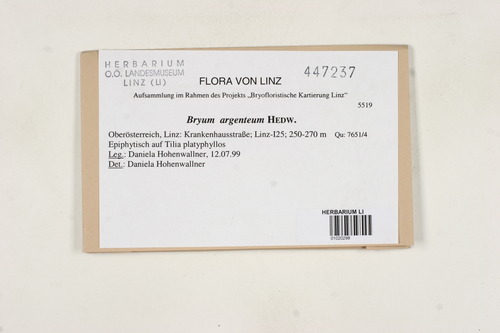 HERBARIUM
O.Ö. LANDESMUSEUM
LINZ (LI)
447237
FLORA VON LINZ
Aufsammlung im Rahmen des Projekts „Bryofloristische Kartierung Linz"
5519
Bryum argenteum HEDW.
Oberösterreich, Linz: Krankenhausstraße; Linz-I25; 250-270 m Qu: 7651/4
Epiphytisch auf Tilia platyphyllos
Leg.: Daniela Hohenwallner, 12.07.99
Det.: Daniela Hohenwallner
HERBARIUM LI
01020298